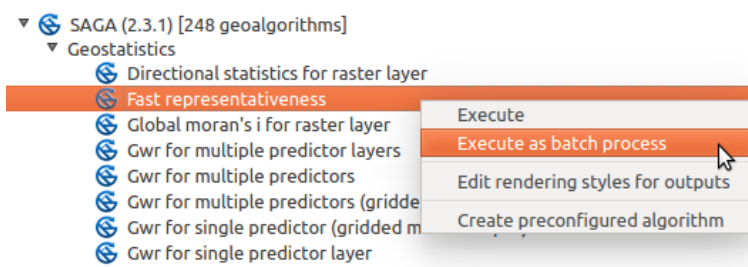 SAGA (2.3.1) [248 geoalgorithms]
Geostatistics
Directional statistics for raster layer
Fast representativeness
Global moran's i for raster layer
Gwr for multiple predictor layers
Gwr for multiple predictors
Gwr for multiple predictors (gridde
Gwr for single predictor (gridded m
Gwr for single predictor layer
Execute
Execute as batch process
Edit rendering styles for outputs
Create preconfigured algorithm